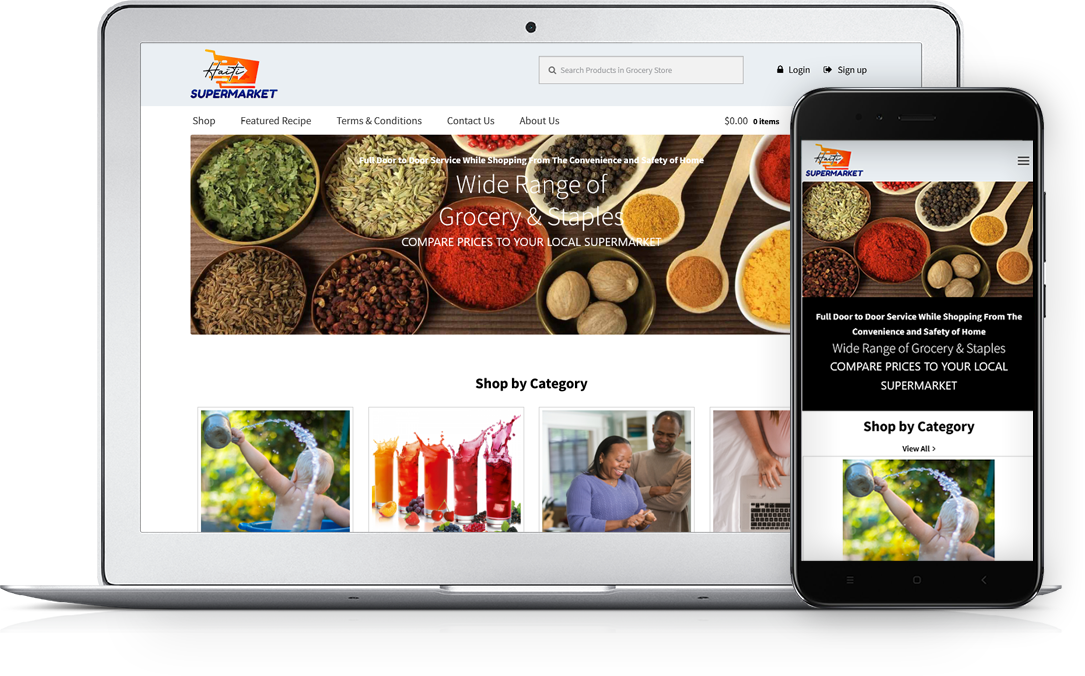 Haiti
SUPERMARKET
Search Products in Grocery Store
Login
Sign up
Shop
Featured Recipe
Terms & Conditions
Contact Us
About Us
$0.00 0 items
Full Door to Door Service While Shopping From The Convenience and Safety of Home
Wide Range of
Grocery & Staples
COMPARE PRICES TO YOUR LOCAL SUPERMARKET
Shop by Category
Haiti
SUPERMARKET
Full Door to Door Service While Shopping From The
Convenience and Safety of Home
Wide Range of Grocery & Staples
COMPARE PRICES TO YOUR LOCAL
SUPERMARKET
Shop by Category
View All >